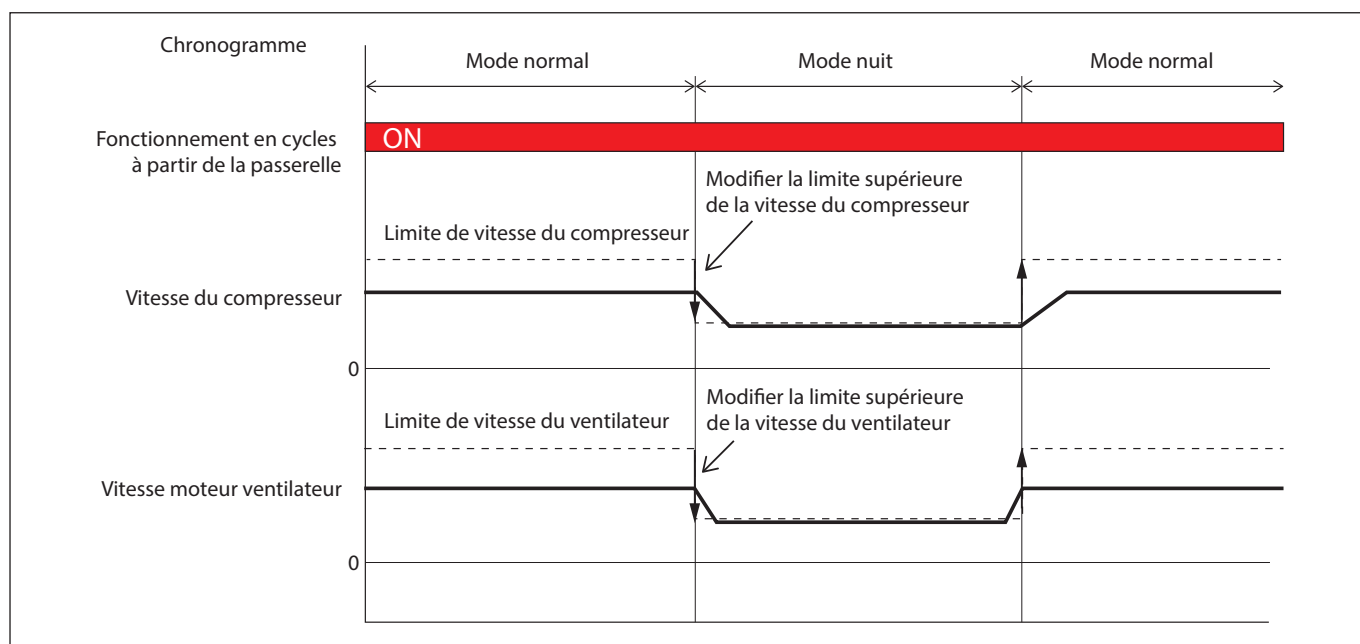 Chronogramme
Mode normal
Mode nuit
Mode normal
Fonctionnement en cycles
à partir de la passerelle
ON
Modifier la limite supérieure
de la vitesse du compresseur
Limite de vitesse du compresseur
Vitesse du compresseur
0
Modifier la limite supérieure
de la vitesse du ventilateur
Limite de vitesse du ventilateur
Vitesse moteur ventilateur
0